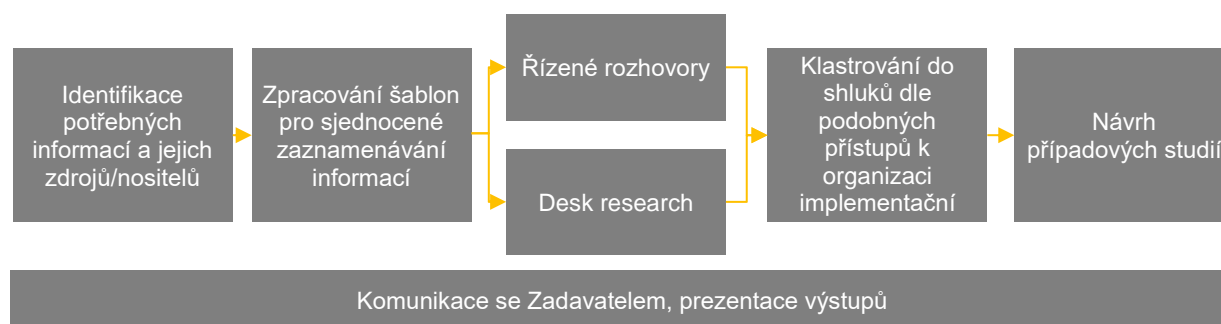 Identifikace
potřebných
informací a jejich
zdrojů/nositelů
Zpracování šablon
pro sjednocené
zaznamenávání
informací
Řízené rozhovory
Desk research
Klastrování do
shluků dle
podobných
přístupů k
organizaci
implementační
Návrh
případových studií
Komunikace se Zadavatelem, prezentace výstupů